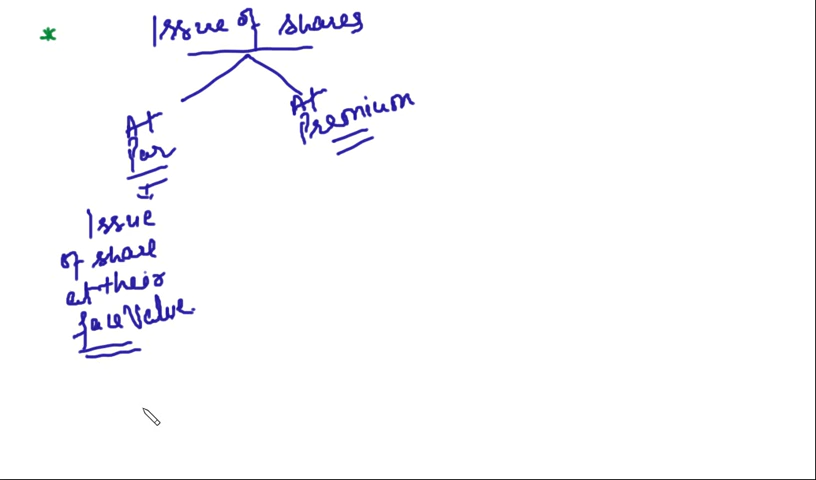 * Issue of shares
At
Par
At
Premium
Issue
of share
at their
face Value.